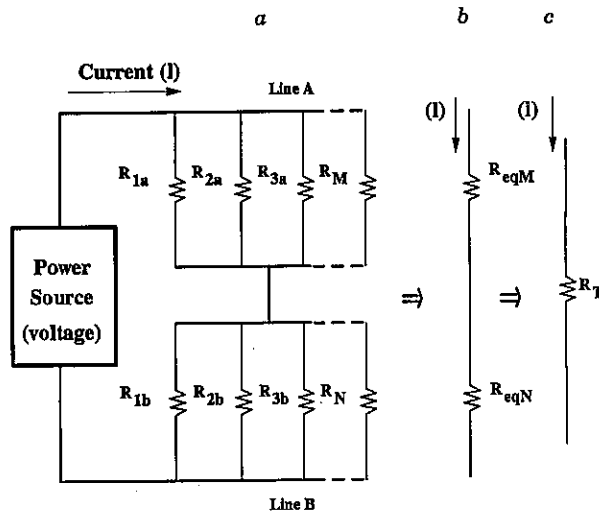 a b c
Current (I)
Line A
(I) (I)
R1a R2a R3a RM
ReqM
Power
Source
(voltage)
⇒ ⇒
RT
R1b R2b R3b RN
ReqN
Line B